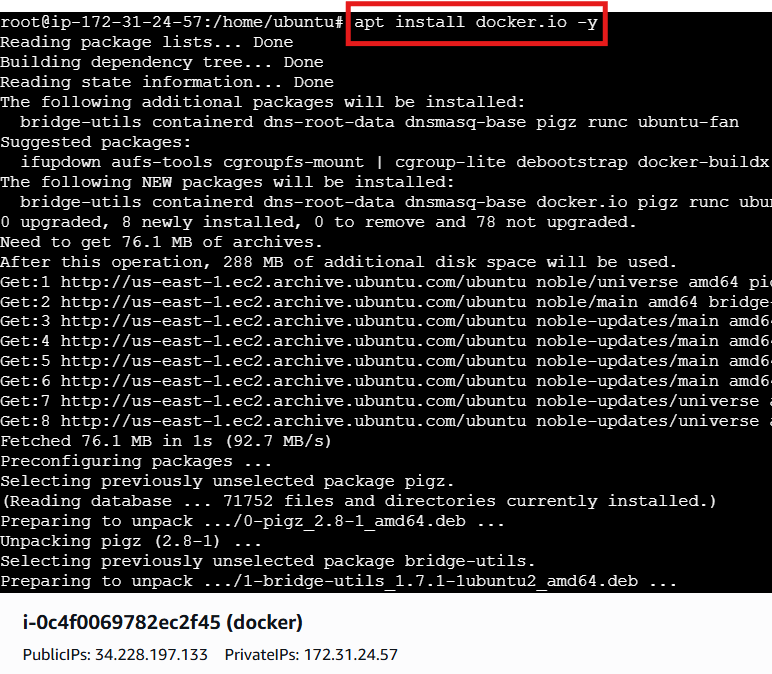 root@ip-172-31-24-57:/home/ubuntu# apt install docker.io -y
Reading package lists... Done
Building dependency tree... Done
Reading state information... Done
The following additional packages will be installed:
  bridge-utils containerd dns-root-data dnsmasq-base pigz runc ubuntu-fan
Suggested packages:
  ifupdown aufs-tools cgroupfs-mount | cgroup-lite debootstrap docker-buildx
The following NEW packages will be installed:
  bridge-utils containerd dns-root-data dnsmasq-base docker.io pigz runc ubu
0 upgraded, 8 newly installed, 0 to remove and 78 not upgraded.
Need to get 76.1 MB of archives.
After this operation, 288 MB of additional disk space will be used.
Get:1 http://us-east-1.ec2.archive.ubuntu.com/ubuntu noble/universe amd64 pi
Get:2 http://us-east-1.ec2.archive.ubuntu.com/ubuntu noble/main amd64 bridge-
Get:3 http://us-east-1.ec2.archive.ubuntu.com/ubuntu noble-updates/main amd64
Get:4 http://us-east-1.ec2.archive.ubuntu.com/ubuntu noble-updates/main amd64
Get:5 http://us-east-1.ec2.archive.ubuntu.com/ubuntu noble-updates/main amd64
Get:6 http://us-east-1.ec2.archive.ubuntu.com/ubuntu noble-updates/main amd64
Get:7 http://us-east-1.ec2.archive.ubuntu.com/ubuntu noble-updates/universe a
Get:8 http://us-east-1.ec2.archive.ubuntu.com/ubuntu noble-updates/universe a
Fetched 76.1 MB in 1s (92.7 MB/s)
Preconfiguring packages ...
Selecting previously unselected package pigz.
(Reading database ... 71752 files and directories currently installed.)
Preparing to unpack .../0-pigz_2.8-1_amd64.deb ...
Unpacking pigz (2.8-1) ...
Selecting previously unselected package bridge-utils.
Preparing to unpack .../1-bridge-utils_1.7.1-1ubuntu2_amd64.deb ...
i-0c4f0069782ec2f45 (docker)
PublicIPs: 34.228.197.133 PrivateIPs: 172.31.24.57